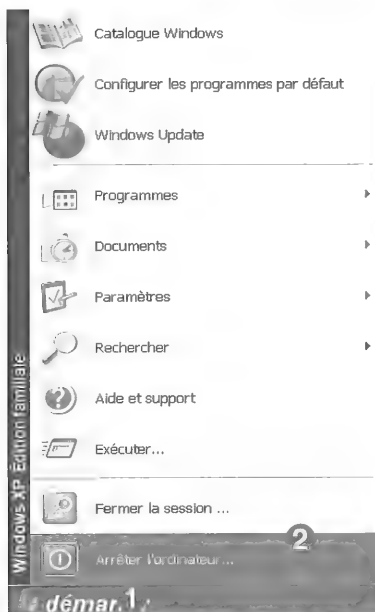 Catalogue Windows
Configurer les programmes par défaut
Windows Update
Programmes
Documents
Paramètres
Rechercher
Aide et support
Exécuter...
Fermer la session ...
Arrêter l'ordinateur...
2
Windows XP Édition familiale
démar.
1